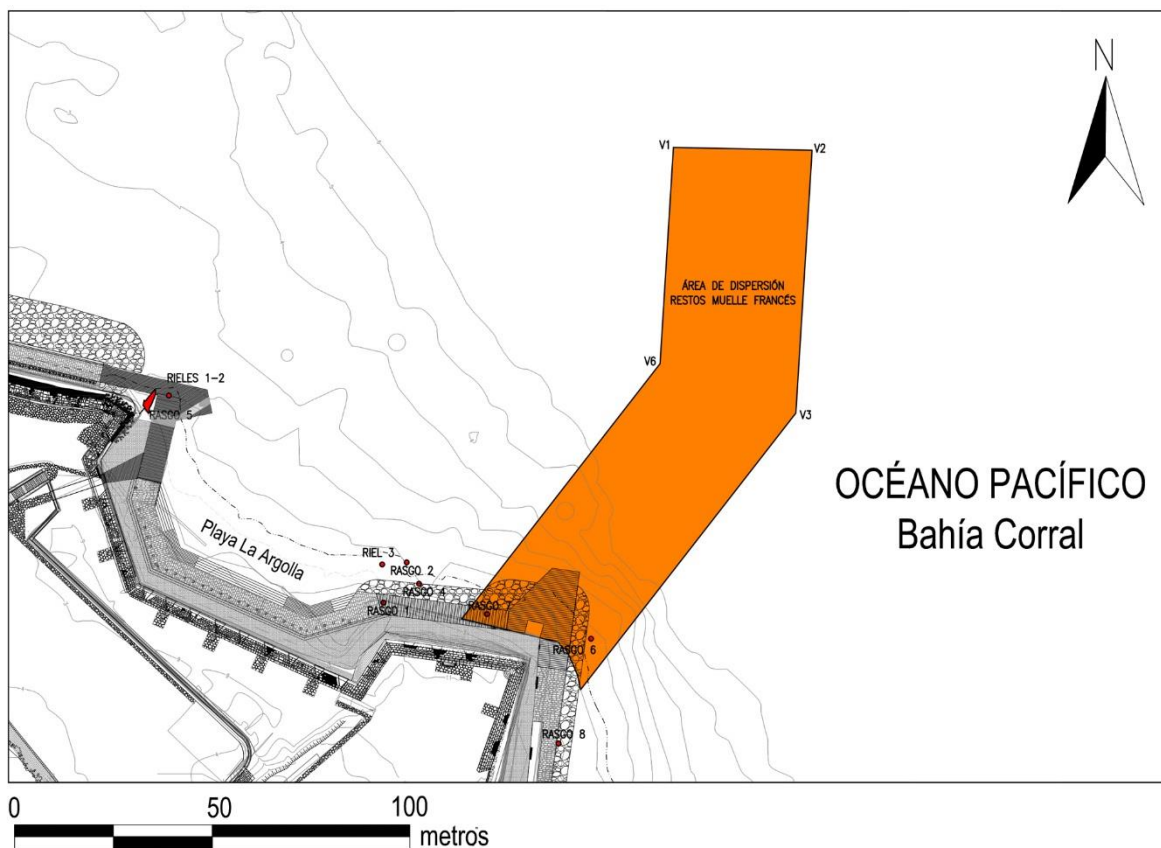 N
V1
V2
ÁREA DE DISPERSIÓN
RESTOS MUELLE FRANCÉS
V6
RIELES 1-2
RASGO 5
V3
OCÉANO PACÍFICO
Bahía Corral
Playa La Argolla
RIEL-3
RASGO 2
RASGO 4
RASGO 1
RASGO 7
RASGO 6
RASGO 8
0 50 100
metros